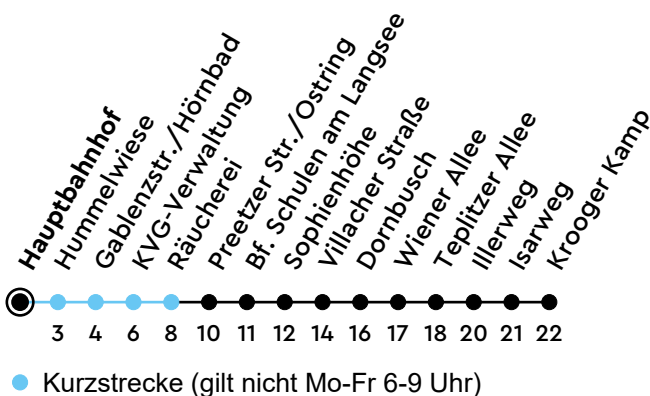 Hauptbahnhof
Hummelwiese
Gablenzstr./Hörnbad
KVG-Verwaltung
Räucherei
Preetzer Str./Ostring
Bf. Schulen am Langsee
Sophienhöhe
Villacher Straße
Dornbusch
Wiener Allee
Teplitzer Allee
Illerweg
Isarweg
Krooger Kamp
3 4 6 8 10 11 12 14 16 17 18 20 21 22
Kurzstrecke (gilt nicht Mo-Fr 6-9 Uhr)